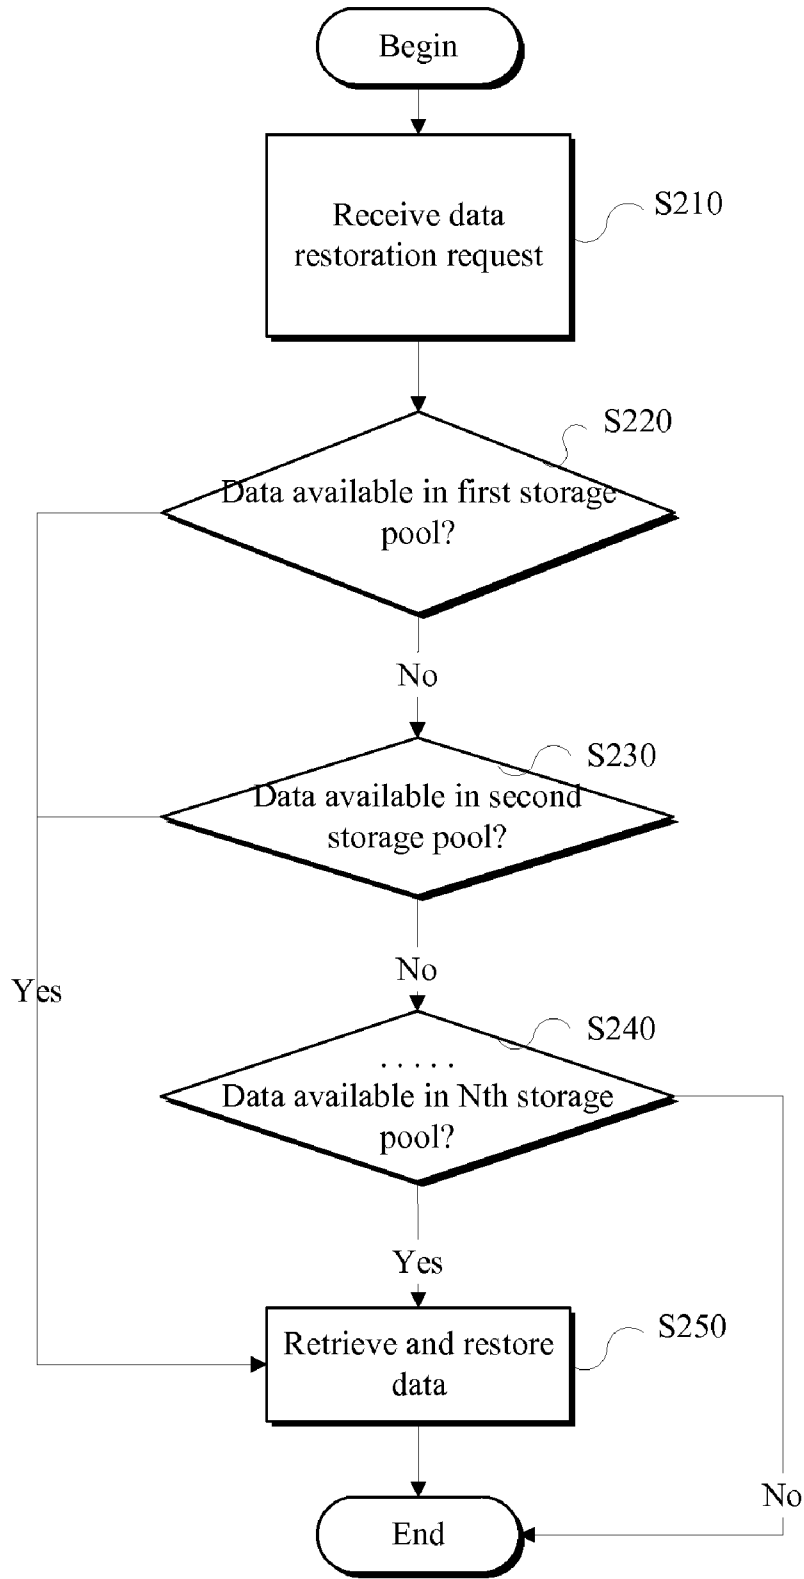 Begin
Receive data
restoration request
S210
S220
Data available in first storage
pool?
No
S230
Data available in second
storage pool?
Yes
No
S240
.....
Data available in Nth storage
pool?
Yes
Retrieve and restore
data
S250
No
End